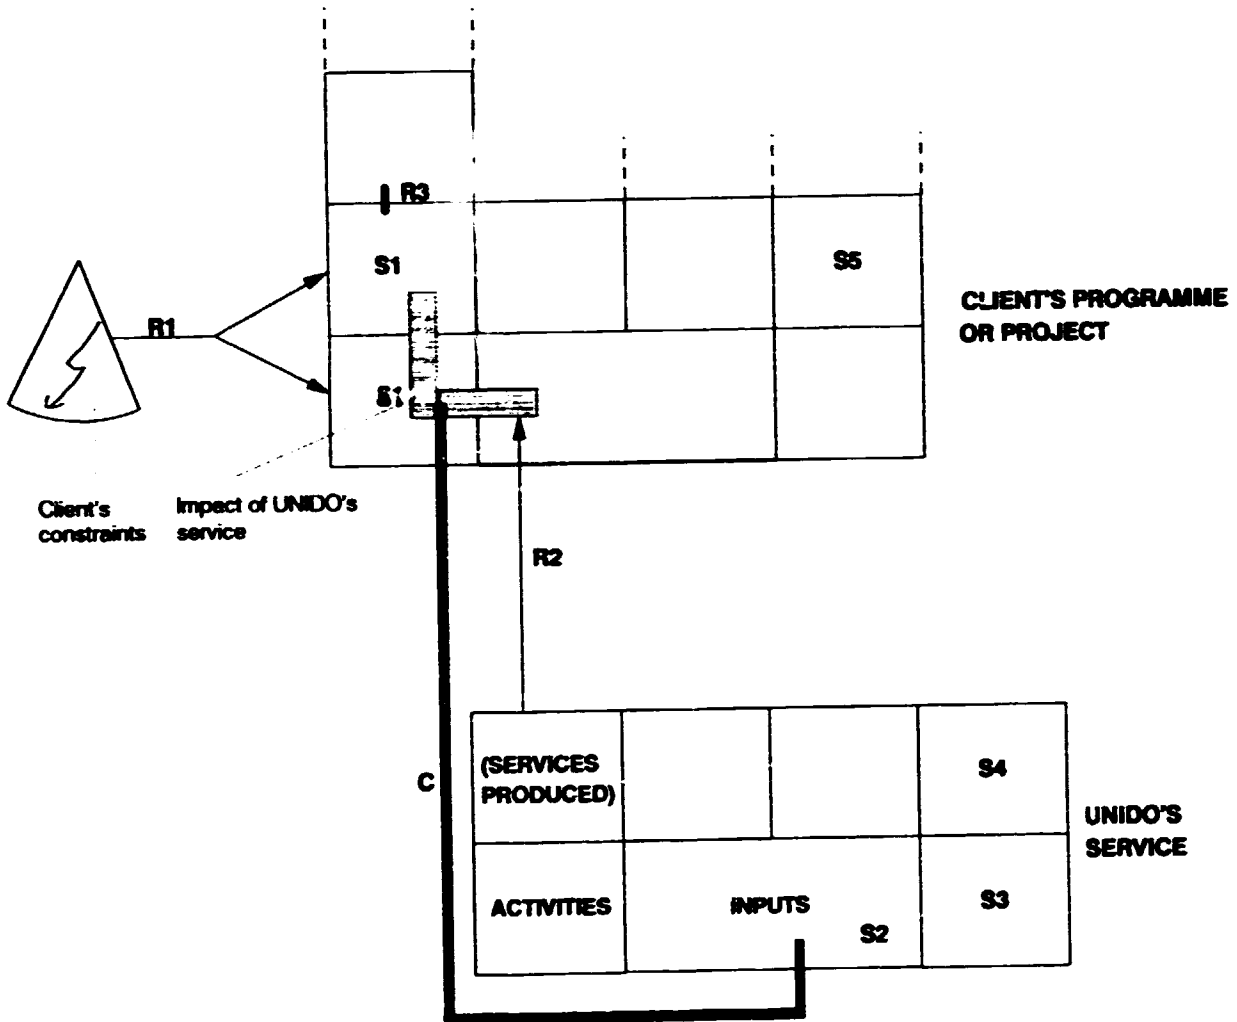 R3
S1
S5
CLIENT'S PROGRAMME
OR PROJECT
R1
S1
Client's
constraints
Impact of UNIDO's
service
R2
C
(SERVICES
PRODUCED)
S4
UNIDO'S
SERVICE
ACTIVITIES
INPUTS
S2
S3